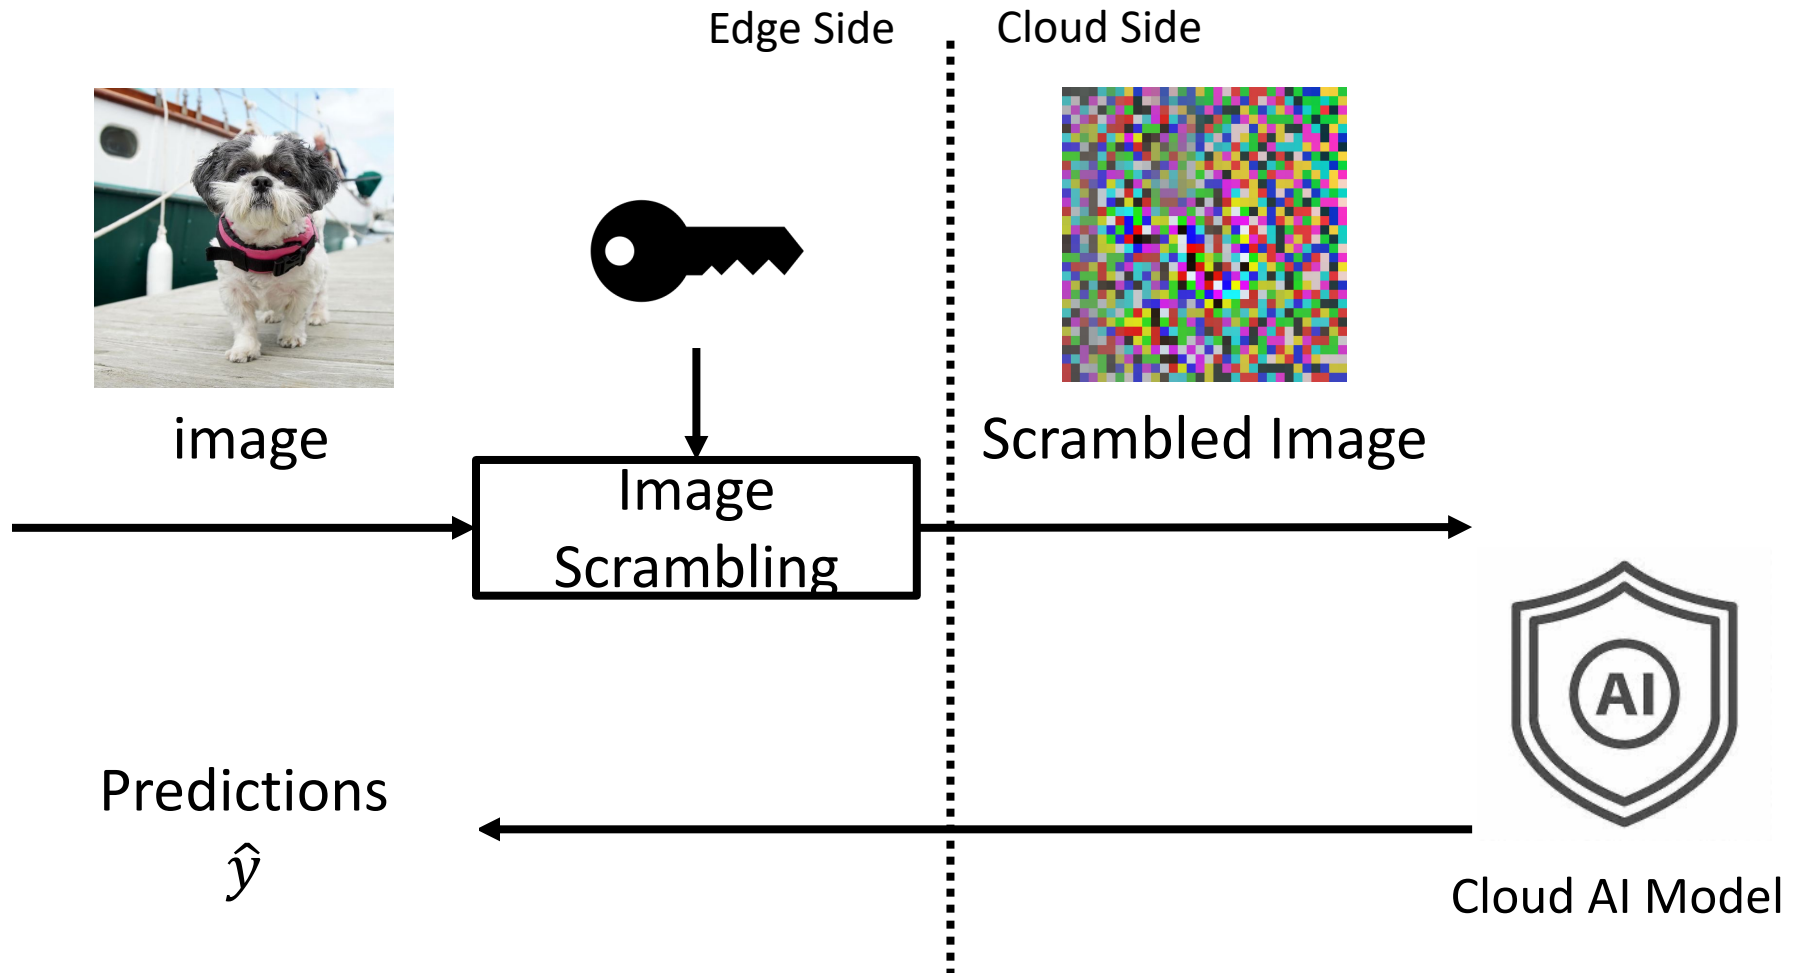 Edge Side
Cloud Side
image
Scrambled Image
Image
Scrambling
AI
Predictions
ŷ
Cloud AI Model